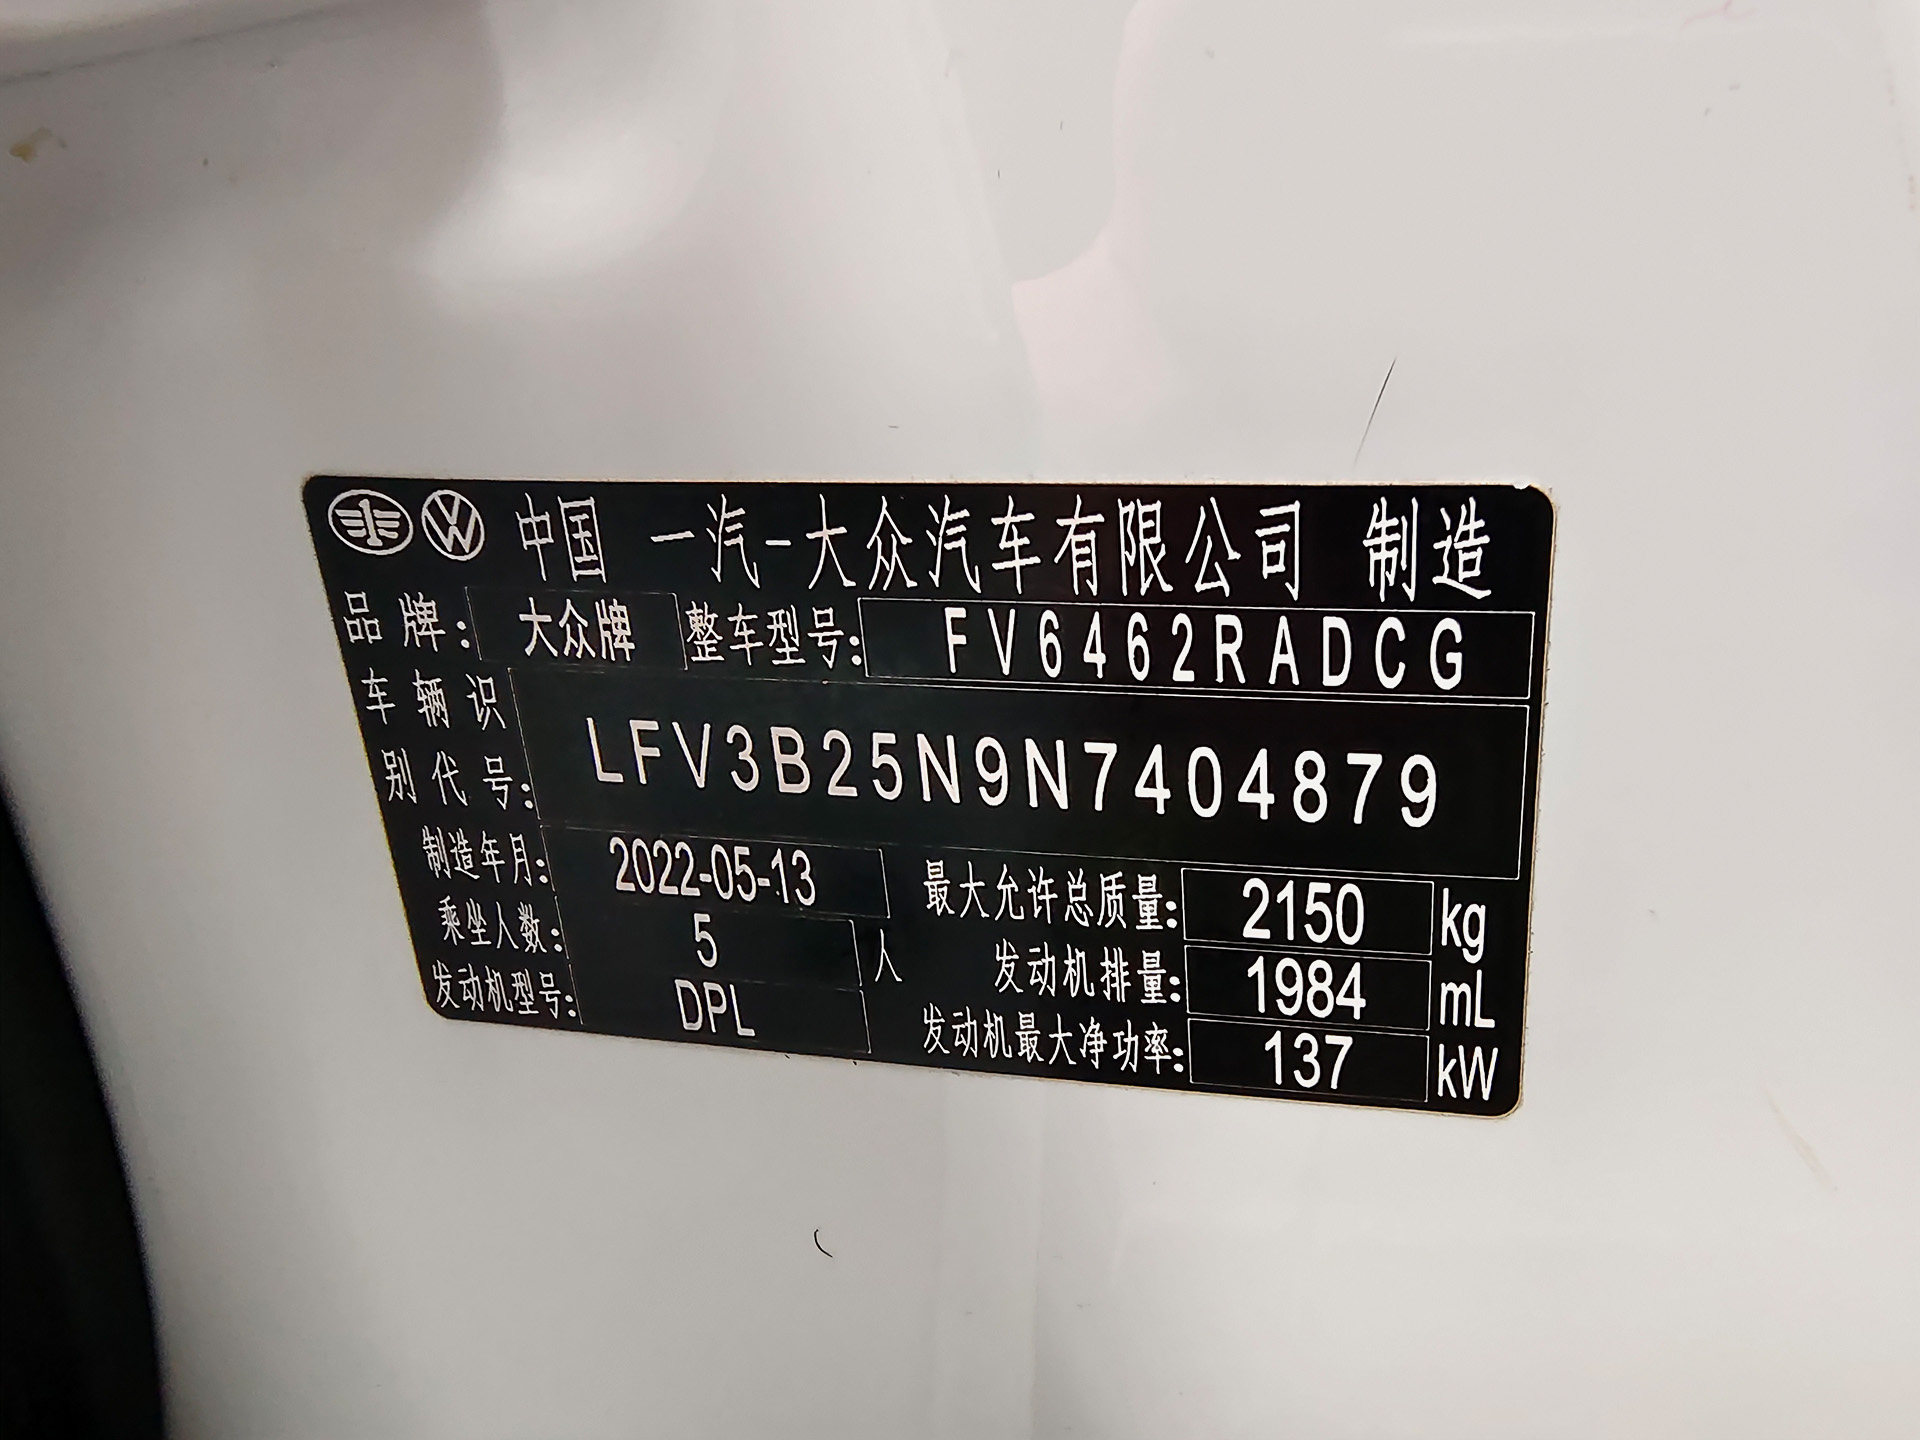 中国 一汽-大众汽车有限公司 制造
品牌: 大众牌 整车型号: FV6462RADCG
车辆识别代号: LFV3B25N9N7404879
制造年月: 2022-05-13 最大允许总质量: 2150 kg
乘坐人数: 5 人 发动机排量: 1984 mL
发动机型号: DPL 发动机最大净功率: 137 kW